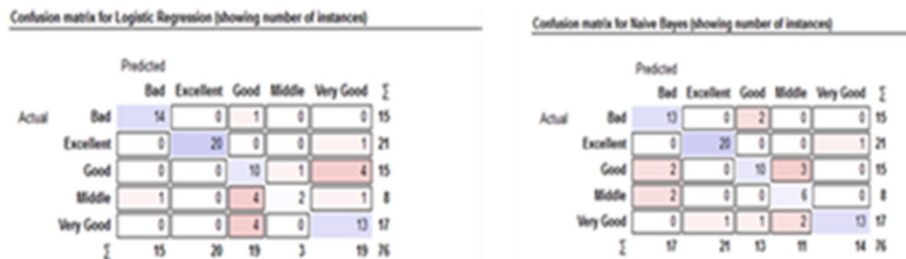 Confusion matrix for Logistic Regression (showing number of instances)
Predicted
Bad Excellent Good Middle Very Good Σ
Actual Bad 14 0 1 0 0 15
Excellent 0 20 0 0 1 21
Good 0 0 10 1 4 15
Middle 1 0 4 2 1 8
Very Good 0 0 4 0 13 17
Σ 15 20 19 3 19 76
Confusion matrix for Naive Bayes (showing number of instances)
Predicted
Bad Excellent Good Middle Very Good Σ
Actual Bad 13 0 2 0 0 15
Excellent 0 20 0 0 1 21
Good 2 0 10 3 0 15
Middle 2 0 0 6 0 8
Very Good 0 1 1 2 13 17
Σ 17 21 13 11 14 76